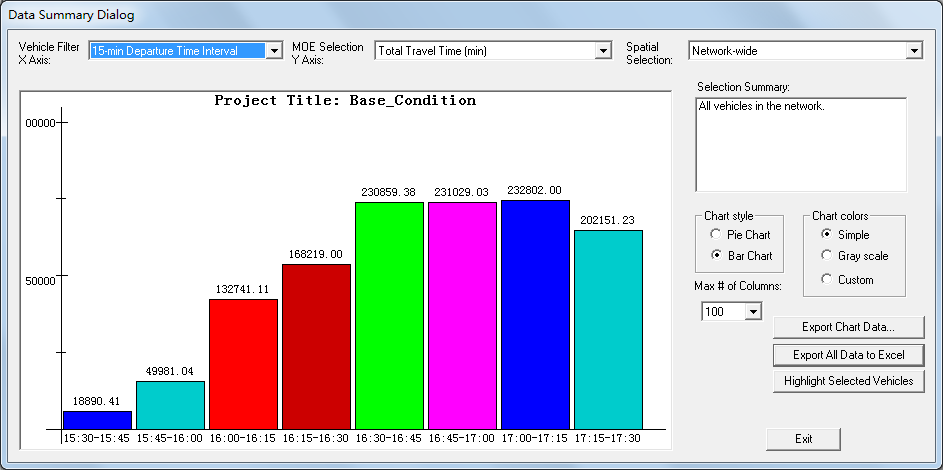 Data Summary Dialog
Vehicle Filter
X Axis:
15-min Departure Time Interval
MOE Selection
Y Axis:
Total Travel Time (min)
Spatial
Selection:
Network-wide
Project Title: Base_Condition
00000
50000
18890.41
49981.04
132741.11
168219.00
230859.38
231029.03
232802.00
202151.23
15:30-15:45
15:45-16:00
16:00-16:15
16:15-16:30
16:30-16:45
16:45-17:00
17:00-17:15
17:15-17:30
Selection Summary:
All vehicles in the network.
Chart style
Pie Chart
Bar Chart
Chart colors
Simple
Gray scale
Custom
Max # of Columns:
100
Export Chart Data...
Export All Data to Excel
Highlight Selected Vehicles
Exit